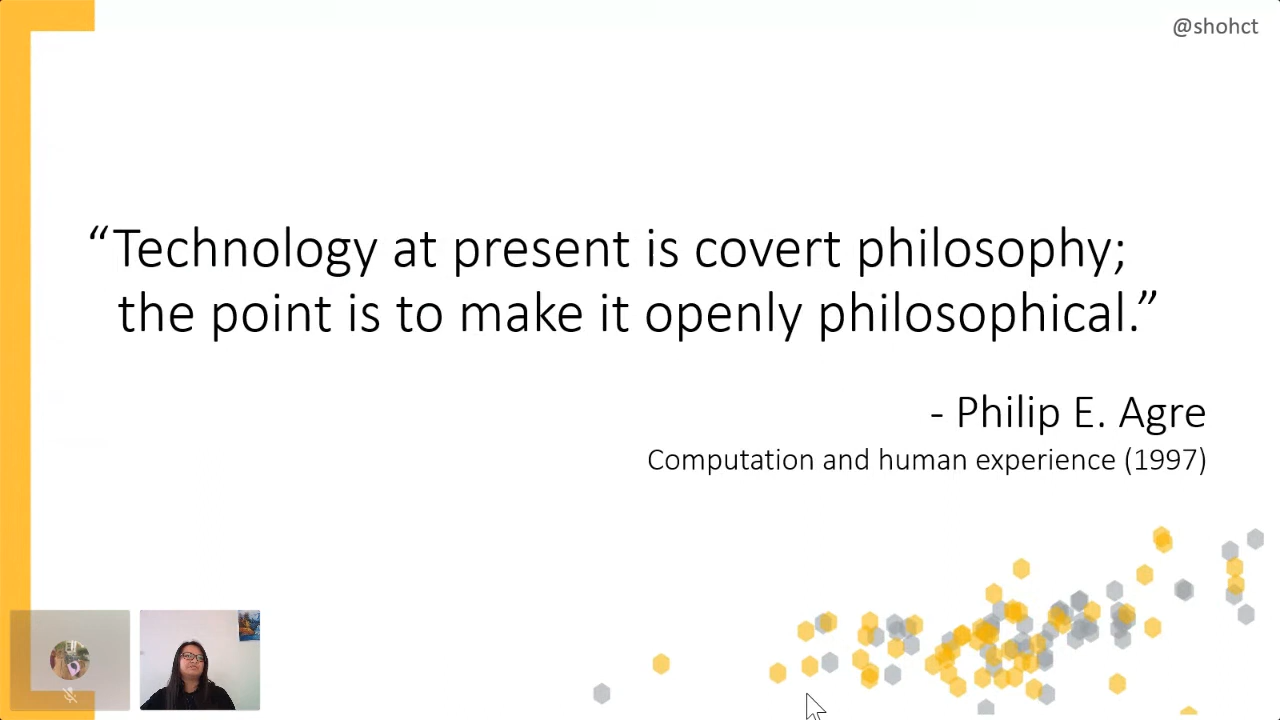 @shohct
“Technology at present is covert philosophy;
the point is to make it openly philosophical.”
- Philip E. Agre
Computation and human experience (1997)